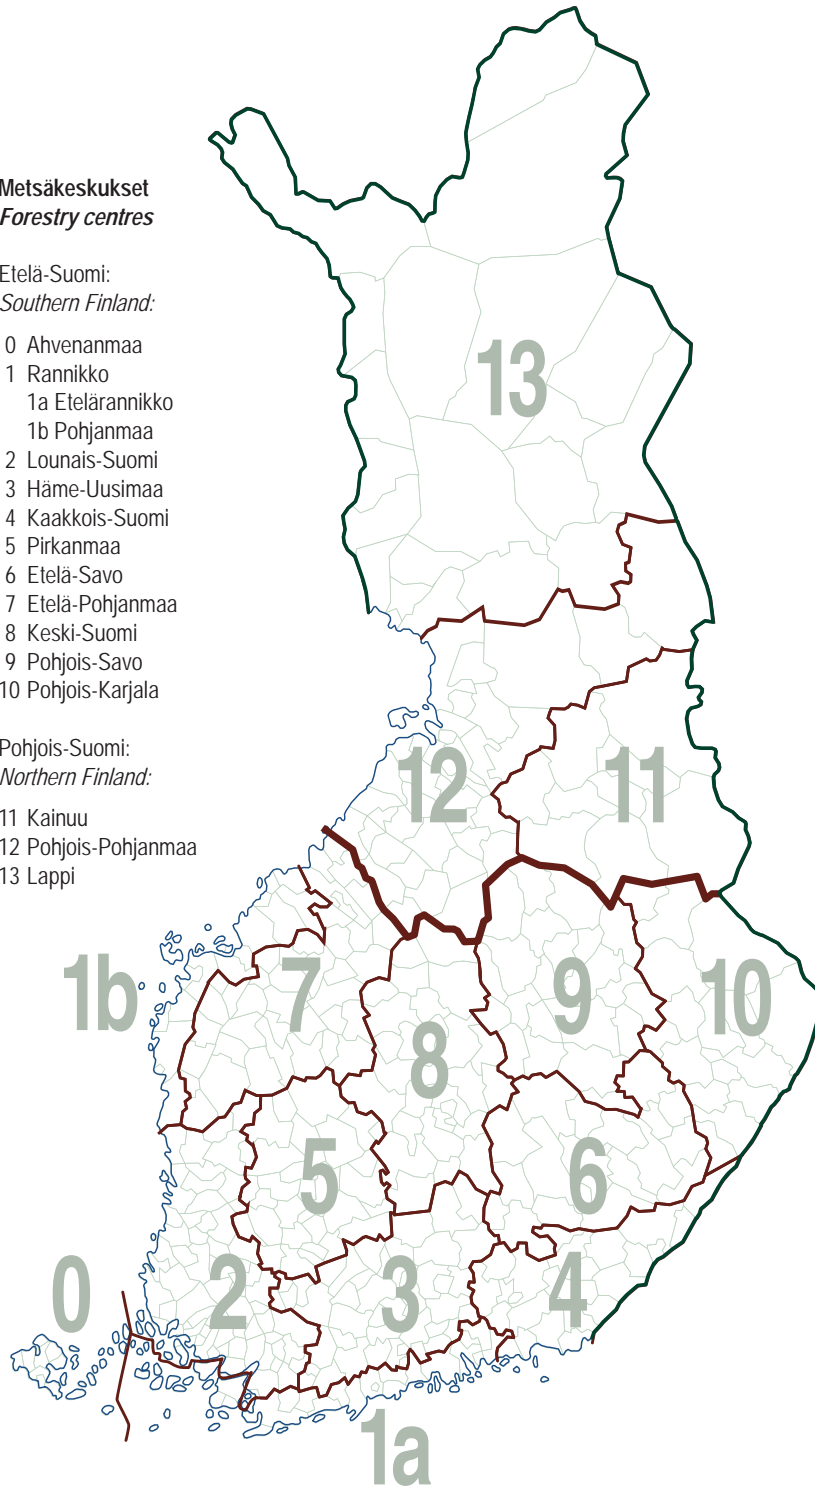 Metsäkeskukset
Forestry centres
Etelä-Suomi:
Southern Finland:
0 Ahvenanmaa
1 Rannikko
1a Etelärannikko
1b Pohjanmaa
2 Lounais-Suomi
3 Häme-Uusimaa
4 Kaakkois-Suomi
5 Pirkanmaa
6 Etelä-Savo
7 Etelä-Pohjanmaa
8 Keski-Suomi
9 Pohjois-Savo
10 Pohjois-Karjala
Pohjois-Suomi:
Northern Finland:
11 Kainuu
12 Pohjois-Pohjanmaa
13 Lappi
13
12
11
1b
7
9
10
8
5
6
0
2
3
4
1a